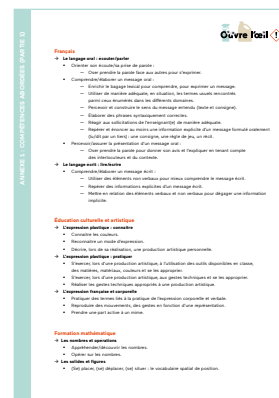 Ouvre l'œil !
ANNEXE 1 : COMPÉTENCES ABORDÉES (PARTIE 1)
Français
→ Le langage oral : écouter/parler
• Orienter son écoute/sa prise de parole :
— Oser prendre la parole face aux autres pour s'exprimer.
• Comprendre/élaborer un message oral :
— Enrichir le bagage lexical pour comprendre, pour exprimer un message.
— Utiliser de manière adéquate, en situation, les termes usuels rencontrés
parmi ceux énumérés dans les différents domaines.
— Percevoir et construire le sens du message entendu (texte et consigne).
— Élaborer des phrases syntaxiquement correctes.
— Réagir aux sollicitations de l'enseignant(e) de manière adéquate.
— Repérer et énoncer au moins une information explicite d'un message formulé oralement
(lu/dit par un tiers) : une consigne, une règle de jeu, un récit.
• Percevoir/assurer la présentation d'un message oral :
— Oser prendre la parole pour donner son avis et l'expliquer en tenant compte
des interlocuteurs et du contexte.
→ Le langage écrit : lire/écrire
• Comprendre/élaborer un message écrit :
— Utiliser des éléments non verbaux pour mieux comprendre le message écrit.
— Repérer des informations explicites d'un message écrit.
— Mettre en relation des éléments verbaux et non verbaux pour dégager une information
implicite.
Éducation culturelle et artistique
→ L'expression plastique : connaître
• Connaître les couleurs.
• Reconnaître un mode d'expression.
• Décrire, lors de sa réalisation, une production artistique personnelle.
→ L'expression plastique : pratiquer
• S'exercer, lors d'une production artistique, à l'utilisation des outils disponibles en classe,
des matières, matériaux, couleurs et se les approprier.
• S'exercer, lors d'une production artistique, aux gestes techniques et se les approprier.
• Réaliser les gestes techniques appropriés à une production artistique.
→ L'expression française et corporelle
• Pratiquer des termes liés à la pratique de l'expression corporelle et verbale.
• Reproduire des mouvements, des gestes en fonction d'une représentation.
• Prendre une part active à un mime.
Formation mathématique
→ Les nombres et opérations
• Appréhender/découvrir les nombres.
• Opérer sur les nombres.
→ Les solides et figures
• (Se) placer, (se) déplacer, (se) situer : le vocabulaire spatial de position.